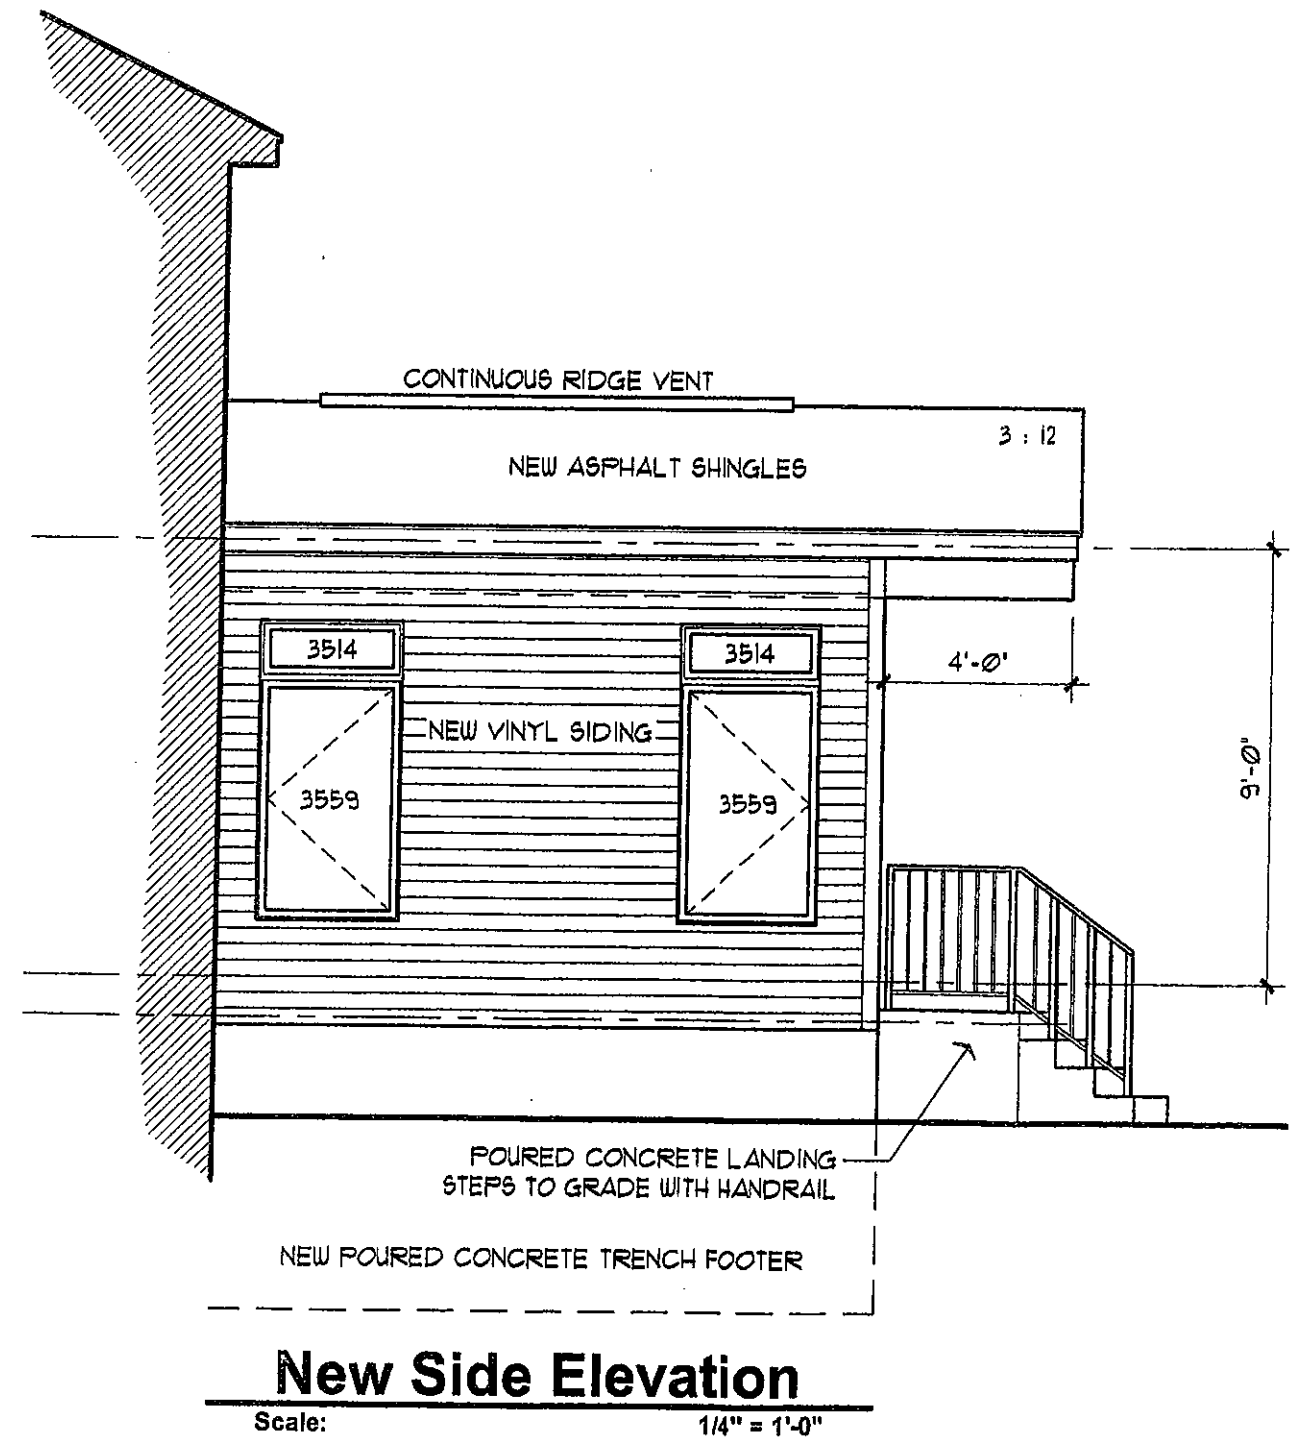 CONTINUOUS RIDGE VENT
3 : 12
NEW ASPHALT SHINGLES
3514
3514
4'-0'
NEW VINYL SIDING
9'-0"
3559
3559
POURED CONCRETE LANDING
STEPS TO GRADE WITH HANDRAIL
NEW POURED CONCRETE TRENCH FOOTER
New Side Elevation
Scale: 1/4" = 1'-0"